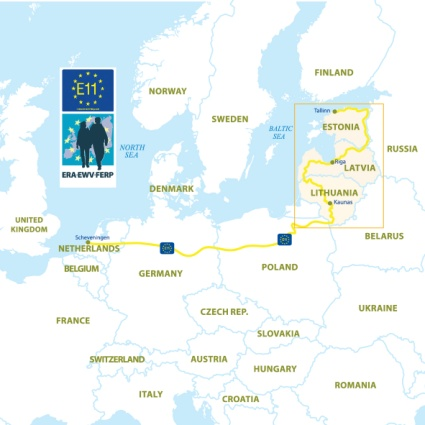 E11
ERA-EWV-FERP
FINLAND
NORWAY
SWEDEN
BALTIC
SEA
Tallinn
ESTONIA
RUSSIA
NORTH
SEA
Riga
LATVIA
DENMARK
LITHUANIA
Kaunas
UNITED
KINGDOM
Scheveningen
NETHERLANDS
E11
E11
BELARUS
BELGIUM
GERMANY
POLAND
CZECH REP.
UKRAINE
FRANCE
SLOVAKIA
SWITZERLAND
AUSTRIA
HUNGARY
ROMANIA
ITALY
CROATIA